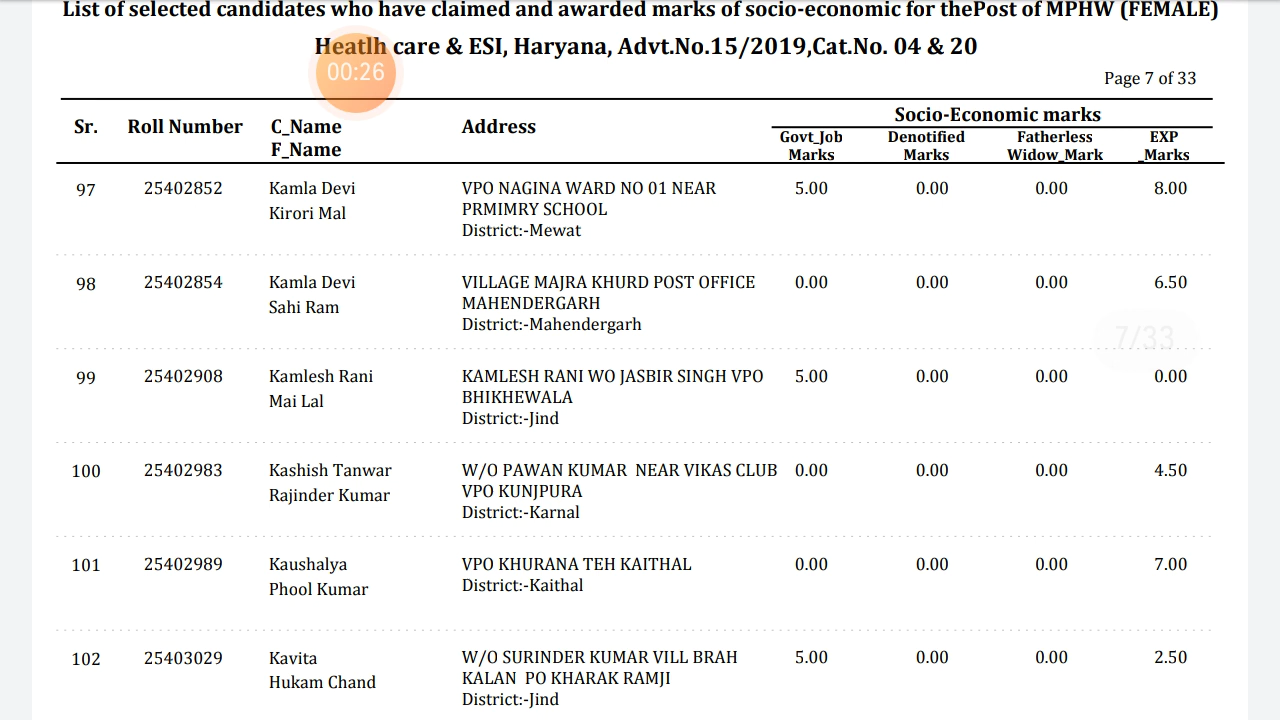 List of selected candidates who have claimed and awarded marks of socio-economic for thePost of MPHW (FEMALE)
Heatlh care & ESI, Haryana, Advt.No.15/2019,Cat.No. 04 & 20
00:26
Page 7 of 33
Sr. Roll Number C_Name F_Name Address Socio-Economic marks
Govt_Job Marks Denotified Marks Fatherless Widow_Mark EXP _Marks
97 25402852 Kamla Devi VPO NAGINA WARD NO 01 NEAR 5.00 0.00 0.00 8.00
Kirori Mal PRMIMRY SCHOOL
District:-Mewat
98 25402854 Kamla Devi VILLAGE MAJRA KHURD POST OFFICE 0.00 0.00 0.00 6.50
Sahi Ram MAHENDERGARH
District:-Mahendergarh
7/33
99 25402908 Kamlesh Rani KAMLESH RANI WO JASBIR SINGH VPO 5.00 0.00 0.00 0.00
Mai Lal BHIKHEWALA
District:-Jind
100 25402983 Kashish Tanwar W/O PAWAN KUMAR NEAR VIKAS CLUB 0.00 0.00 0.00 4.50
Rajinder Kumar VPO KUNJPURA
District:-Karnal
101 25402989 Kaushalya VPO KHURANA TEH KAITHAL 0.00 0.00 0.00 7.00
Phool Kumar District:-Kaithal
102 25403029 Kavita W/O SURINDER KUMAR VILL BRAH 5.00 0.00 0.00 2.50
Hukam Chand KALAN PO KHARAK RAMJI
District:-Jind